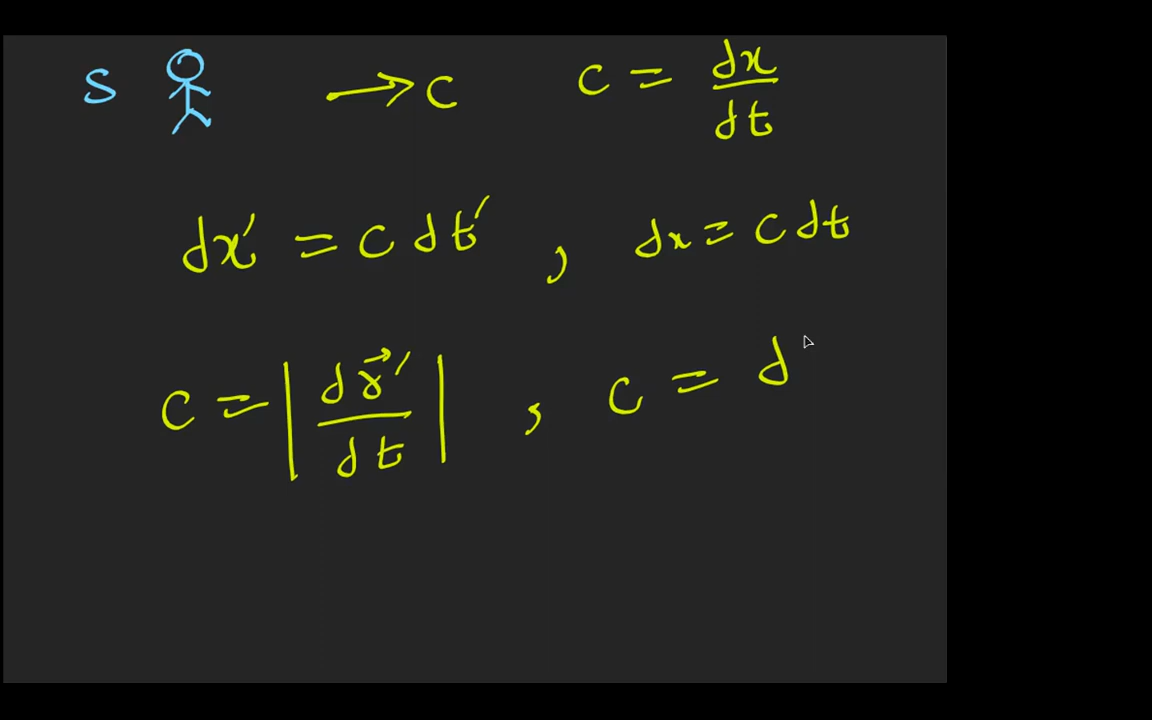 S → c c = dx/dt
dx' = c dt' , dx = c dt
c = |dr⃗'/dt| , c = d